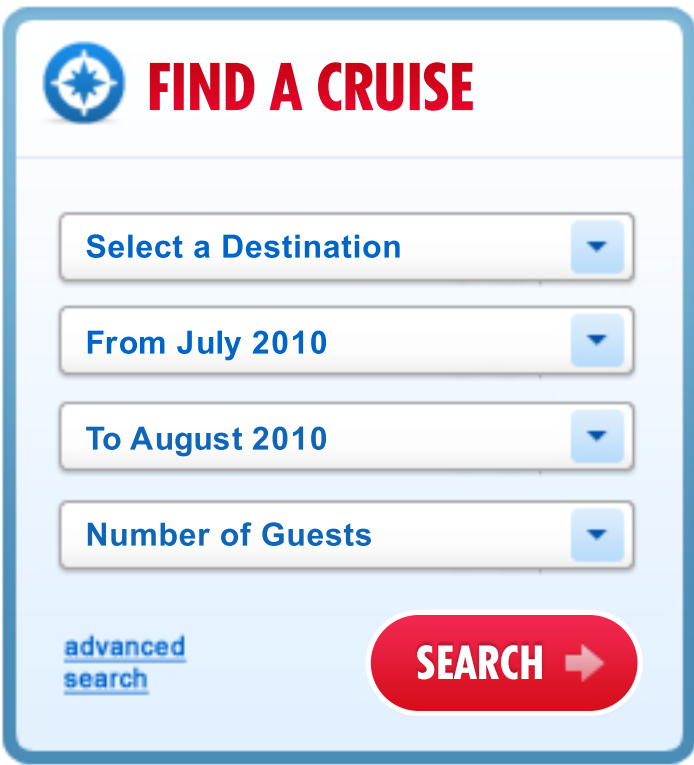 FIND A CRUISE
Select a Destination
From July 2010
To August 2010
Number of Guests
advanced
search
SEARCH